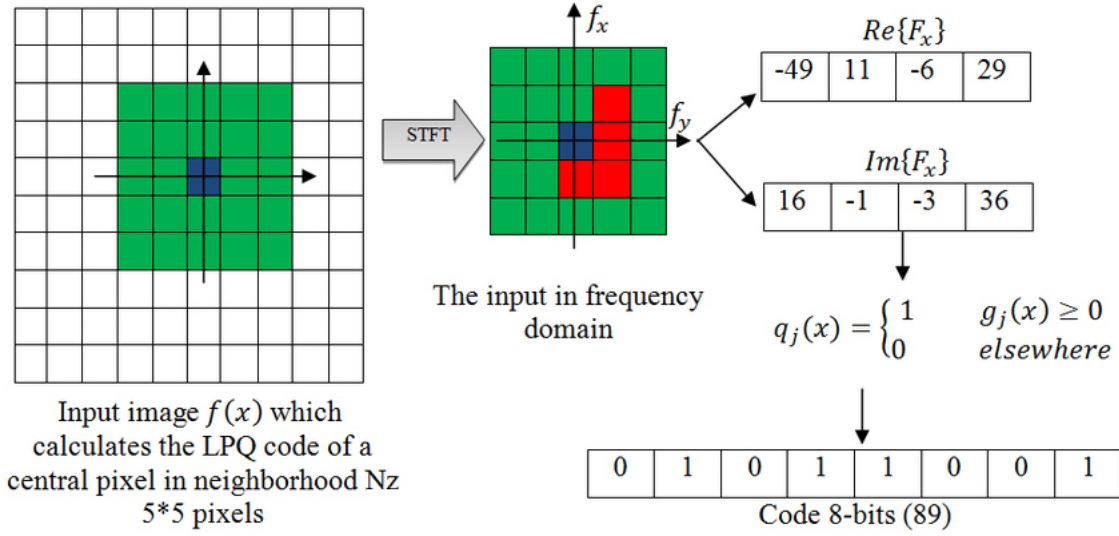 f_x
Re{F_x}
-49 11 -6 29
STFT
f_y
Im{F_x}
16 -1 -3 36
The input in frequency
domain
q_j(x) = { 1 g_j(x) ≥ 0
0 elsewhere
Input image f(x) which
calculates the LPQ code of a
central pixel in neighborhood Nz
5*5 pixels
0 1 0 1 1 0 0 1
Code 8-bits (89)